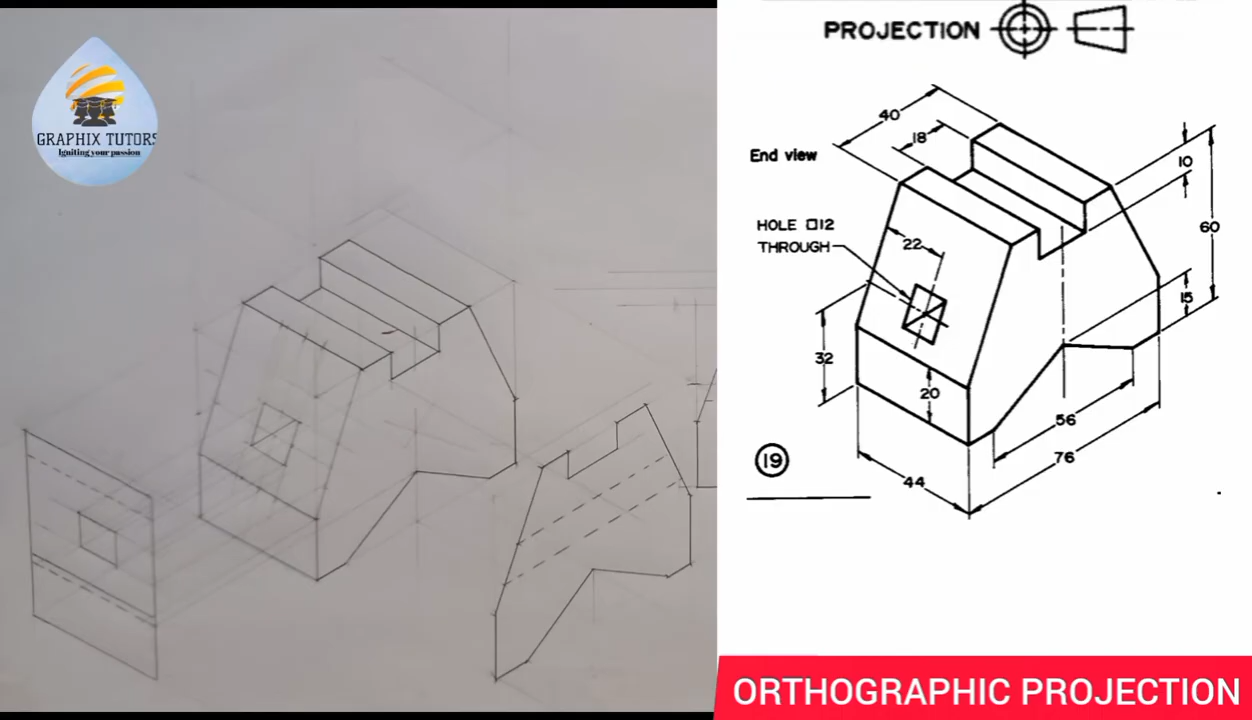 GRAPHIX TUTORS
Igniting your passion
PROJECTION
40
18
End view
10
HOLE □12
THROUGH
22
60
15
32
20
56
76
44
19
ORTHOGRAPHIC PROJECTION